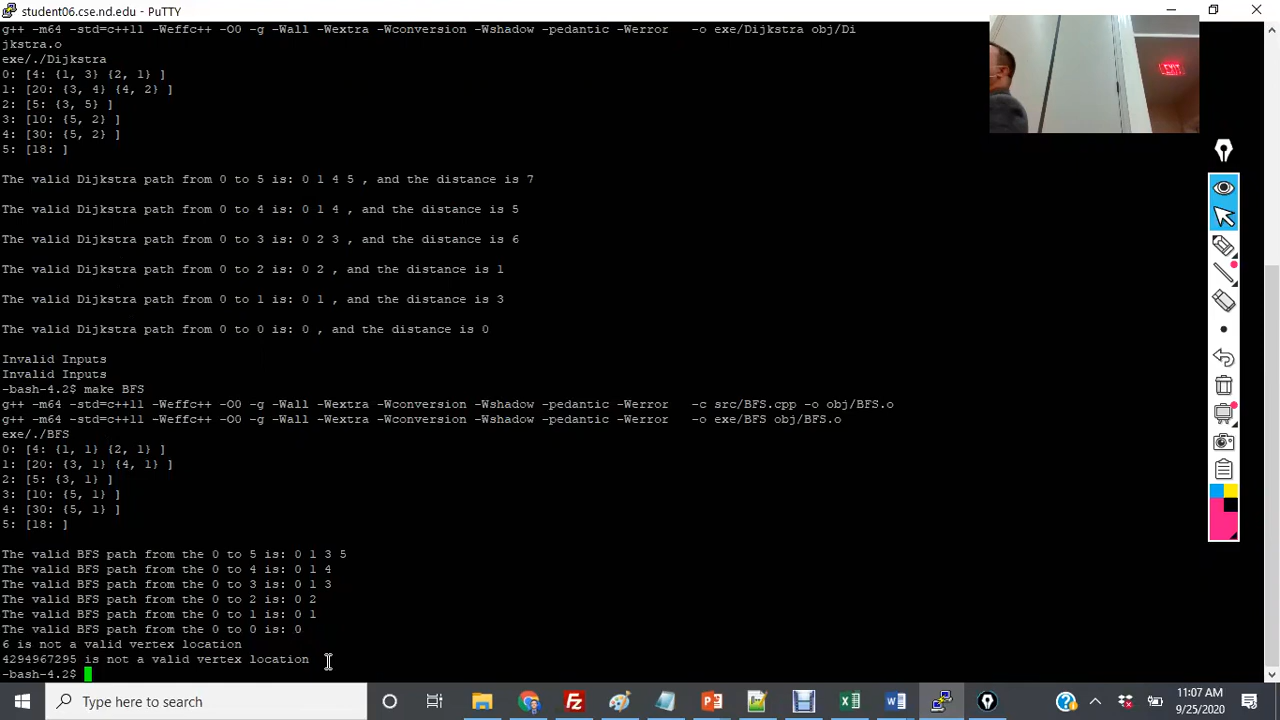 student06.cse.nd.edu - PuTTY
g++ -m64 -std=c++11 -Weffc++ -O0 -g -Wall -Wextra -Wconversion -Wshadow -pedantic -Werror   -o exe/Dijkstra obj/Di
jkstra.o
exe/./Dijkstra
0: [4: {1, 3} {2, 1} ]
1: [20: {3, 4} {4, 2} ]
2: [5: {3, 5} ]
3: [10: {5, 2} ]
4: [30: {5, 2} ]
5: [18: ]
The valid Dijkstra path from 0 to 5 is: 0 1 4 5 , and the distance is 7
The valid Dijkstra path from 0 to 4 is: 0 1 4 , and the distance is 5
The valid Dijkstra path from 0 to 3 is: 0 2 3 , and the distance is 6
The valid Dijkstra path from 0 to 2 is: 0 2 , and the distance is 1
The valid Dijkstra path from 0 to 1 is: 0 1 , and the distance is 3
The valid Dijkstra path from 0 to 0 is: 0 , and the distance is 0
Invalid Inputs
Invalid Inputs
-bash-4.2$ make BFS
g++ -m64 -std=c++11 -Weffc++ -O0 -g -Wall -Wextra -Wconversion -Wshadow -pedantic -Werror   -c src/BFS.cpp -o obj/BFS.o
g++ -m64 -std=c++11 -Weffc++ -O0 -g -Wall -Wextra -Wconversion -Wshadow -pedantic -Werror   -o exe/BFS obj/BFS.o
exe/./BFS
0: [4: {1, 1} {2, 1} ]
1: [20: {3, 1} {4, 1} ]
2: [5: {3, 1} ]
3: [10: {5, 1} ]
4: [30: {5, 1} ]
5: [18: ]
The valid BFS path from the 0 to 5 is: 0 1 3 5
The valid BFS path from the 0 to 4 is: 0 1 4
The valid BFS path from the 0 to 3 is: 0 1 3
The valid BFS path from the 0 to 2 is: 0 2
The valid BFS path from the 0 to 1 is: 0 1
The valid BFS path from the 0 to 0 is: 0
6 is not a valid vertex location
4294967295 is not a valid vertex location
-bash-4.2$
EXIT
Type here to search
11:07 AM
9/25/2020